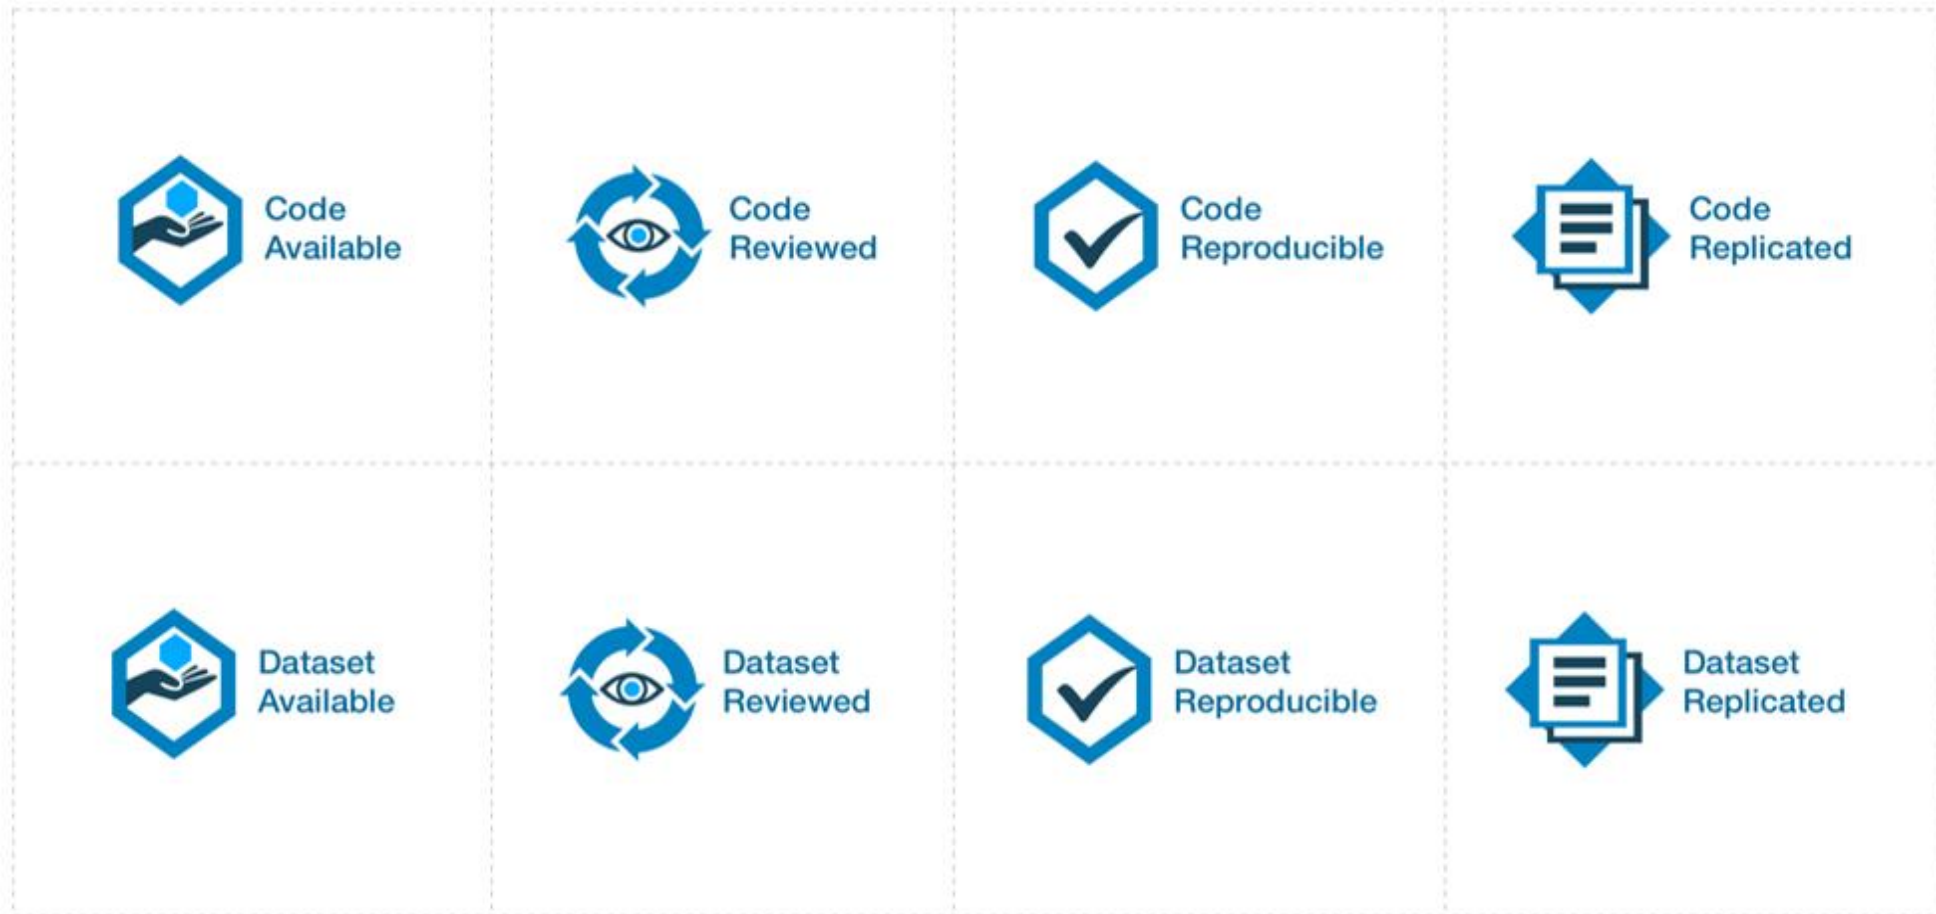 Code
Available
Code
Reviewed
Code
Reproducible
Code
Replicated
Dataset
Available
Dataset
Reviewed
Dataset
Reproducible
Dataset
Replicated